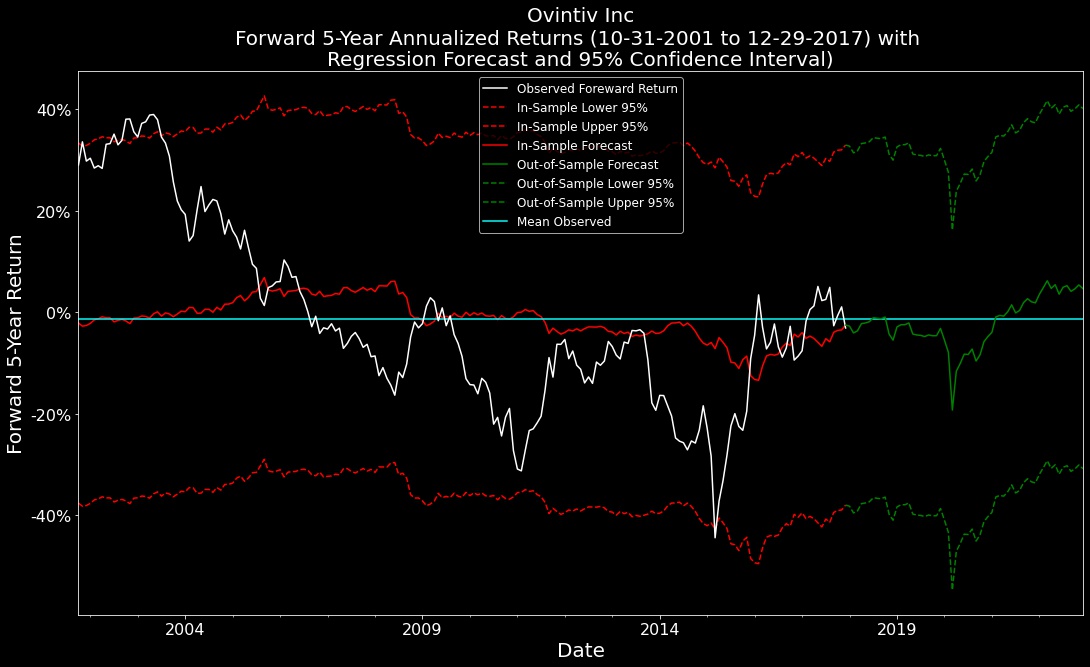 Ovintiv Inc
Forward 5-Year Annualized Returns (10-31-2001 to 12-29-2017) with
Regression Forecast and 95% Confidence Interval)
Observed Foreward Return
In-Sample Lower 95%
In-Sample Upper 95%
In-Sample Forecast
Out-of-Sample Forecast
Out-of-Sample Lower 95%
Out-of-Sample Upper 95%
Mean Observed
Forward 5-Year Return
40%
20%
0%
-20%
-40%
2004
2009
2014
2019
Date